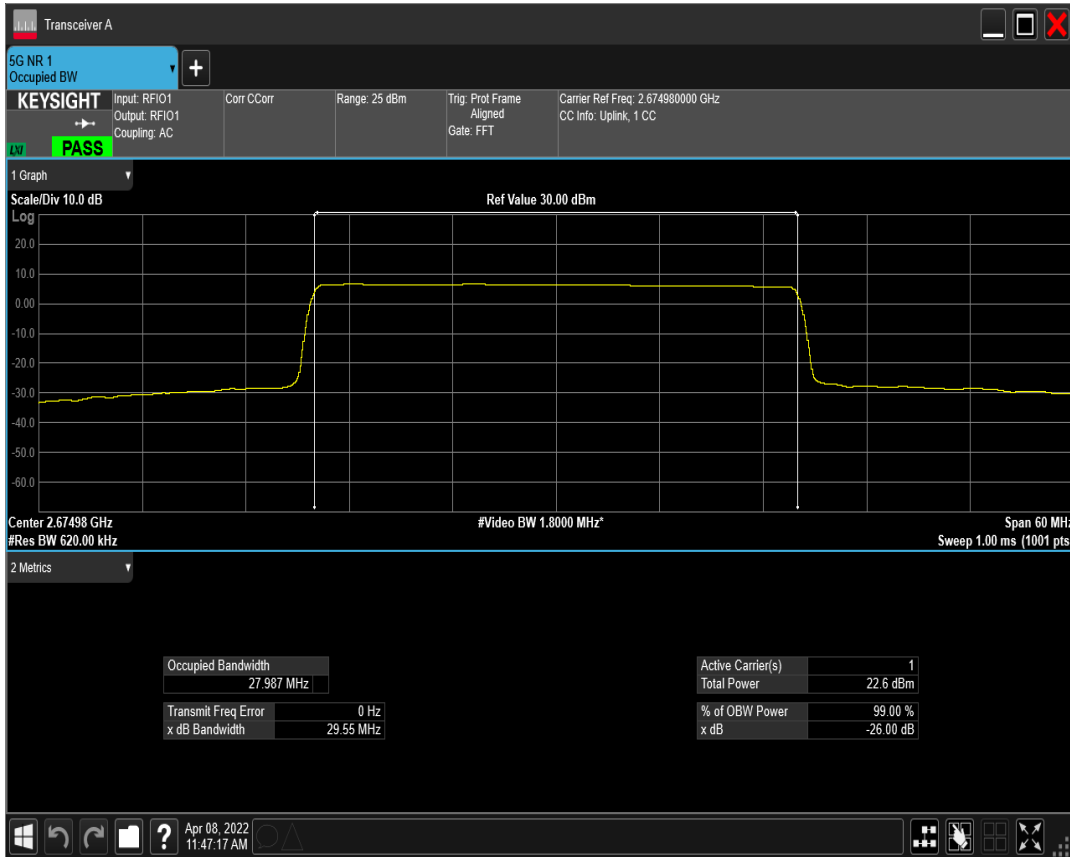 Transceiver A
5G NR 1
Occupied BW
+
KEYSIGHT
LXI
PASS
Input: RFIO1
Output: RFIO1
Coupling: AC
Corr CCorr
Range: 25 dBm
Trig: Prot Frame
Aligned
Gate: FFT
Carrier Ref Freq: 2.674980000 GHz
CC Info: Uplink, 1 CC
1 Graph
Scale/Div 10.0 dB
Ref Value 30.00 dBm
Log
20.0
10.0
0.00
-10.0
-20.0
-30.0
-40.0
-50.0
-60.0
Center 2.67498 GHz
#Video BW 1.8000 MHz*
Span 60 MHz
#Res BW 620.00 kHz
Sweep 1.00 ms (1001 pts
2 Metrics
Occupied Bandwidth
27.987 MHz
Transmit Freq Error 0 Hz
x dB Bandwidth 29.55 MHz
Active Carrier(s) 1
Total Power 22.6 dBm
% of OBW Power 99.00 %
x dB -26.00 dB
?
Apr 08, 2022
11:47:17 AM